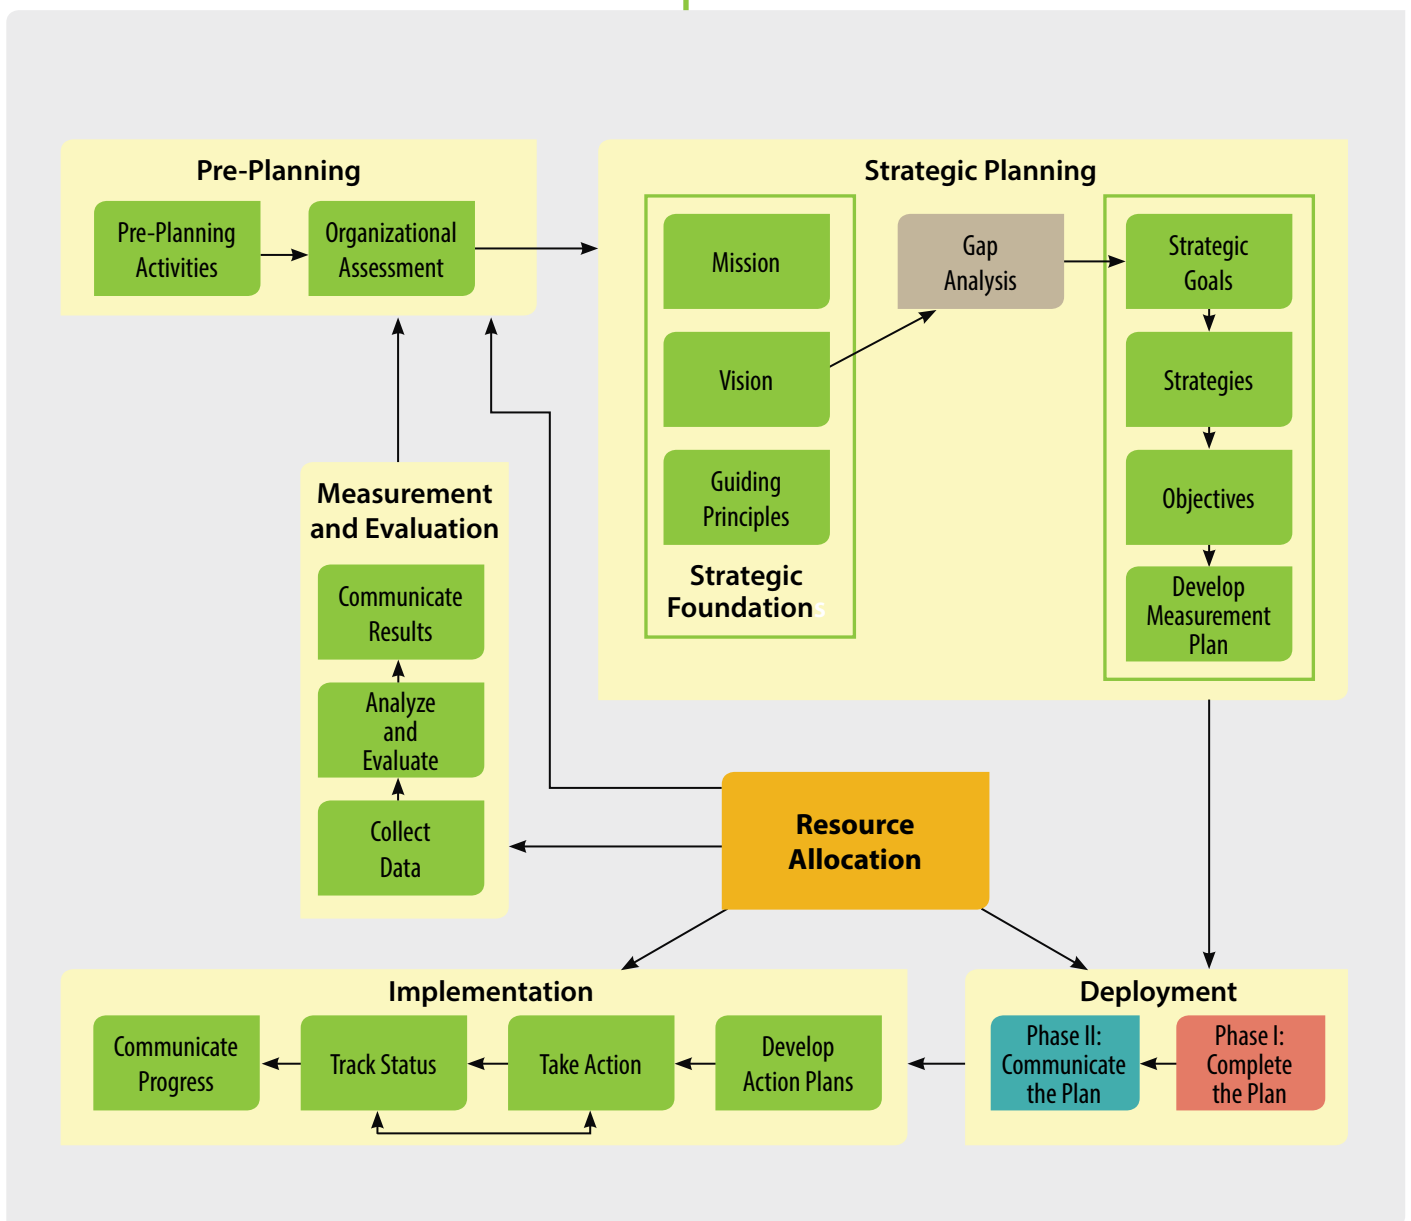 Pre-Planning
Pre-Planning
Activities
Organizational
Assessment
Strategic Planning
Mission
Vision
Guiding
Principles
Strategic
Foundations
Gap
Analysis
Strategic
Goals
Strategies
Objectives
Develop
Measurement
Plan
Measurement
and Evaluation
Communicate
Results
Analyze
and
Evaluate
Collect
Data
Resource
Allocation
Implementation
Communicate
Progress
Track Status
Take Action
Develop
Action Plans
Deployment
Phase II:
Communicate
the Plan
Phase I:
Complete
the Plan